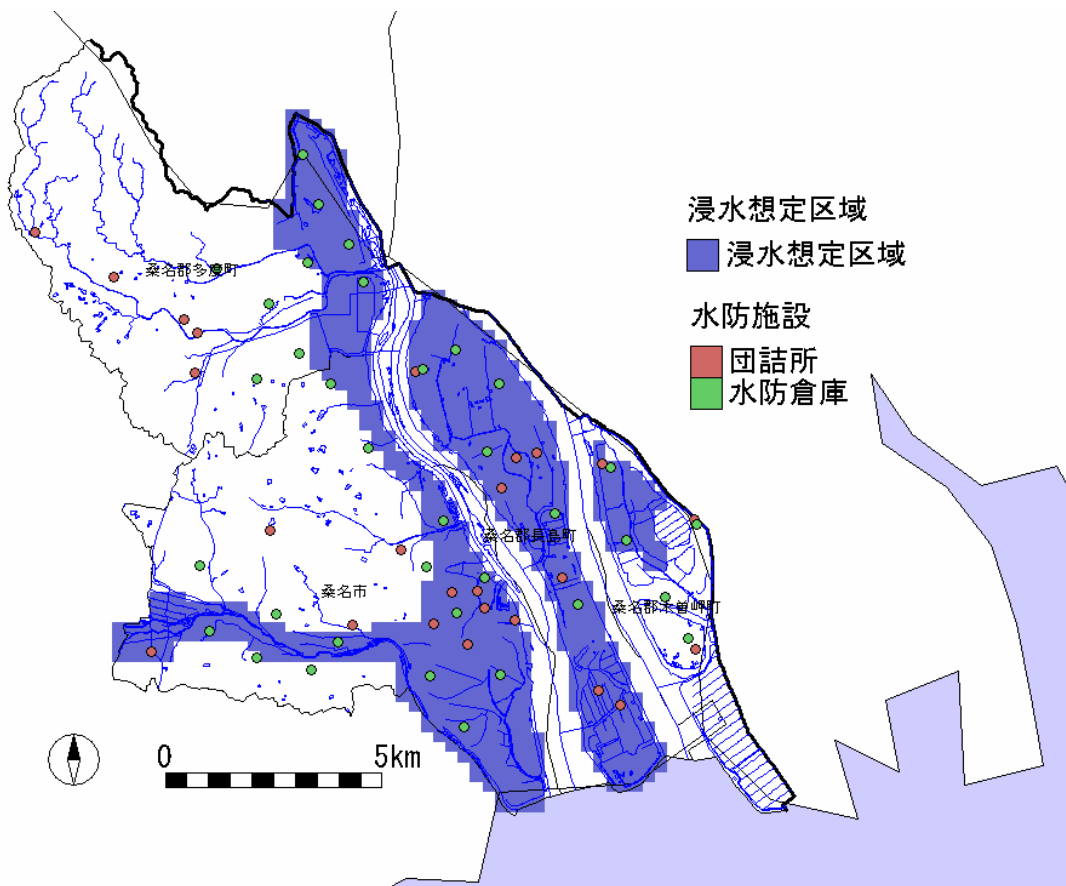 浸水想定区域
浸水想定区域
水防施設
団詰所
水防倉庫
桑名郡多度町
桑名郡長島町
桑名市
桑名郡木曽岬町
0 5km